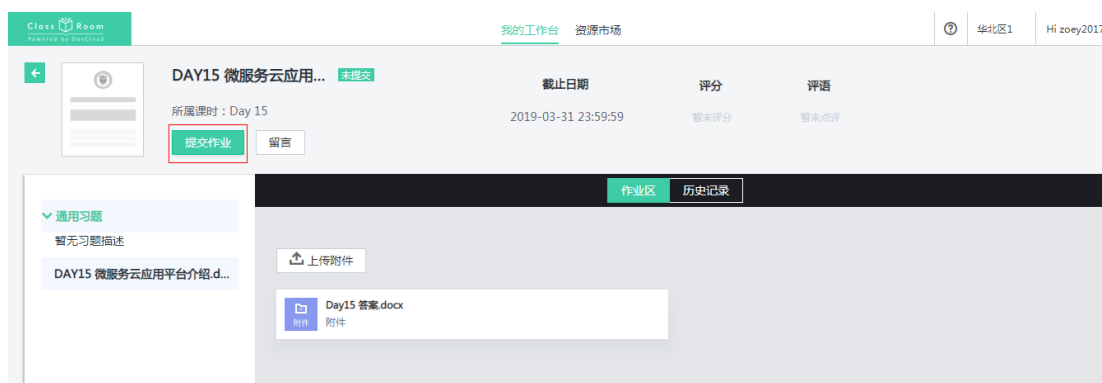 Class Room
Powered by DevCloud
我的工作台 资源市场
华北区1 Hi zoey2017
DAY15 微服务云应用... 未提交
截止日期 评分 评语
所属课时：Day 15
2019-03-31 23:59:59 暂未评分 暂未点评
提交作业 留言
作业区 历史记录
通用习题
暂无习题描述
上传附件
DAY15 微服务云应用平台介绍.d...
Day15 答案.docx
附件 附件